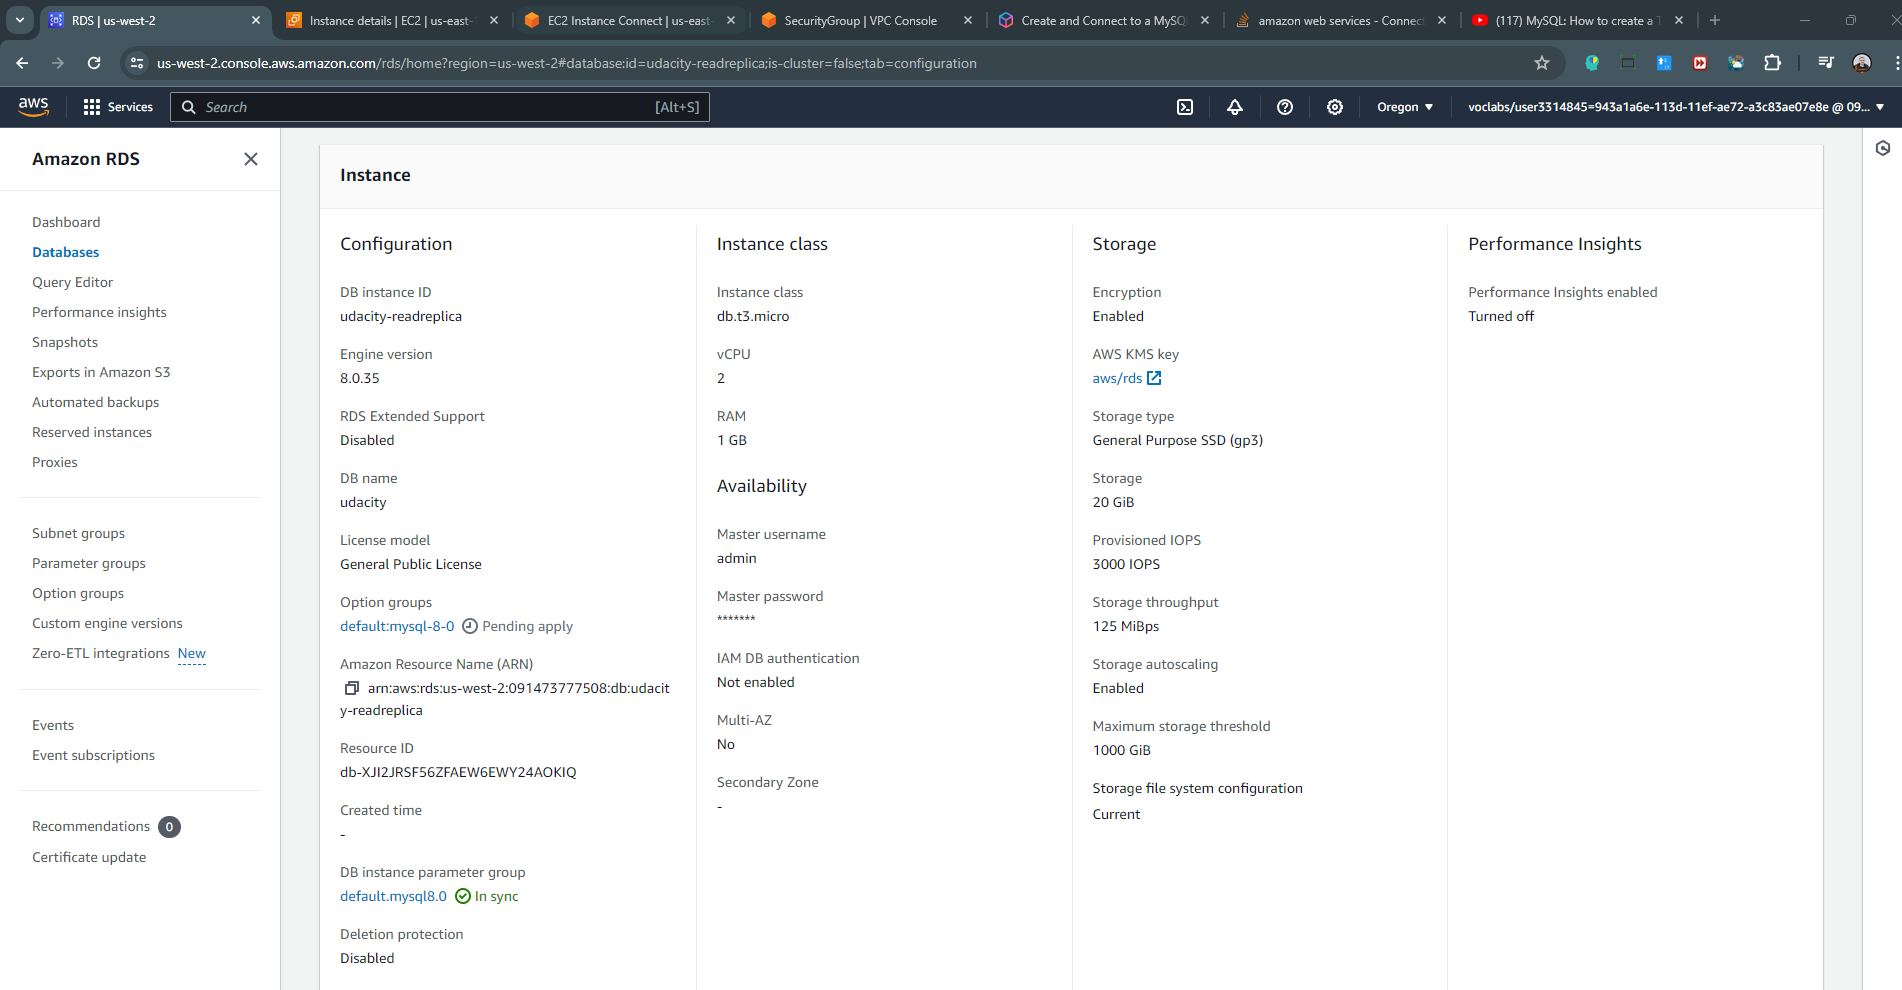 RDS | us-west-2
Instance details | EC2 | us-east-1
EC2 Instance Connect | us-east-
SecurityGroup | VPC Console
Create and Connect to a MySQL
amazon web services - Connec
(117) MySQL: How to create a T
us-west-2.console.aws.amazon.com/rds/home?region=us-west-2#database:id=udacity-readreplica;is-cluster=false;tab=configuration
aws
Services
Search
[Alt+S]
Oregon
voclabs/user3314845=943a1a6e-113d-11ef-ae72-a3c83ae07e8e @ 09...
Amazon RDS
Dashboard
Databases
Query Editor
Performance insights
Snapshots
Exports in Amazon S3
Automated backups
Reserved instances
Proxies
Subnet groups
Parameter groups
Option groups
Custom engine versions
Zero-ETL integrations New
Events
Event subscriptions
Recommendations 0
Certificate update
Instance
Configuration
DB instance ID
udacity-readreplica
Engine version
8.0.35
RDS Extended Support
Disabled
DB name
udacity
License model
General Public License
Option groups
default:mysql-8-0 Pending apply
Amazon Resource Name (ARN)
arn:aws:rds:us-west-2:091473777508:db:udacit
y-readreplica
Resource ID
db-XJI2JRSF56ZFAEW6EWY24AOKIQ
Created time
-
DB instance parameter group
default.mysql8.0 In sync
Deletion protection
Disabled
Instance class
Instance class
db.t3.micro
vCPU
2
RAM
1 GB
Availability
Master username
admin
Master password
*******
IAM DB authentication
Not enabled
Multi-AZ
No
Secondary Zone
-
Storage
Encryption
Enabled
AWS KMS key
aws/rds
Storage type
General Purpose SSD (gp3)
Storage
20 GiB
Provisioned IOPS
3000 IOPS
Storage throughput
125 MiBps
Storage autoscaling
Enabled
Maximum storage threshold
1000 GiB
Storage file system configuration
Current
Performance Insights
Performance Insights enabled
Turned off